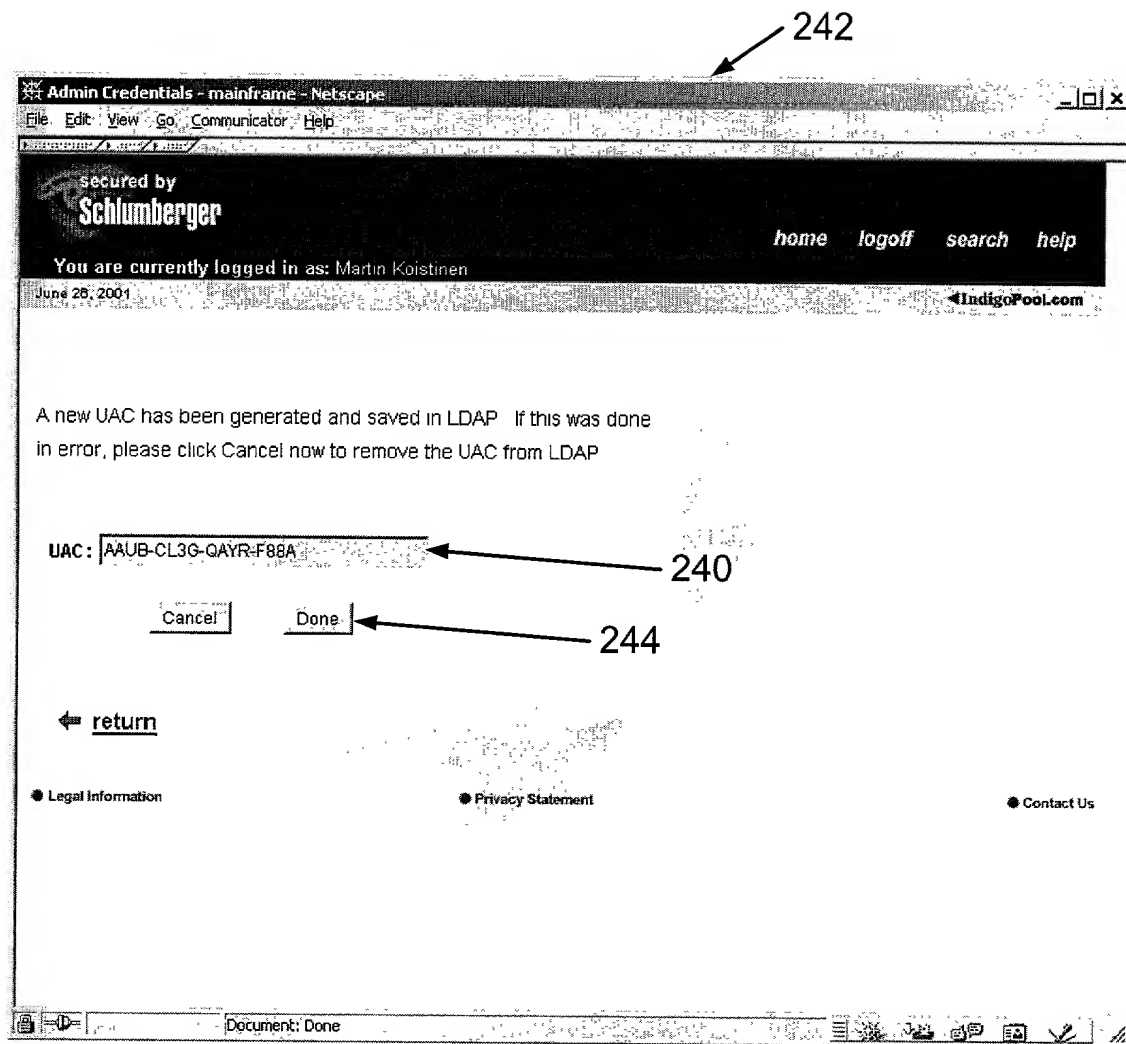 242
Admin Credentials - mainframe - Netscape
File Edit View Go Communicator Help
secured by
Schlumberger
home logoff search help
You are currently logged in as: Martin Koistinen
June 28, 2001
IndigoPool.com
A new UAC has been generated and saved in LDAP If this was done
in error, please click Cancel now to remove the UAC from LDAP
UAC: AAUB-CL3G-QAYR-F88A
240
Cancel Done
244
return
Legal Information Privacy Statement Contact Us
Document: Done